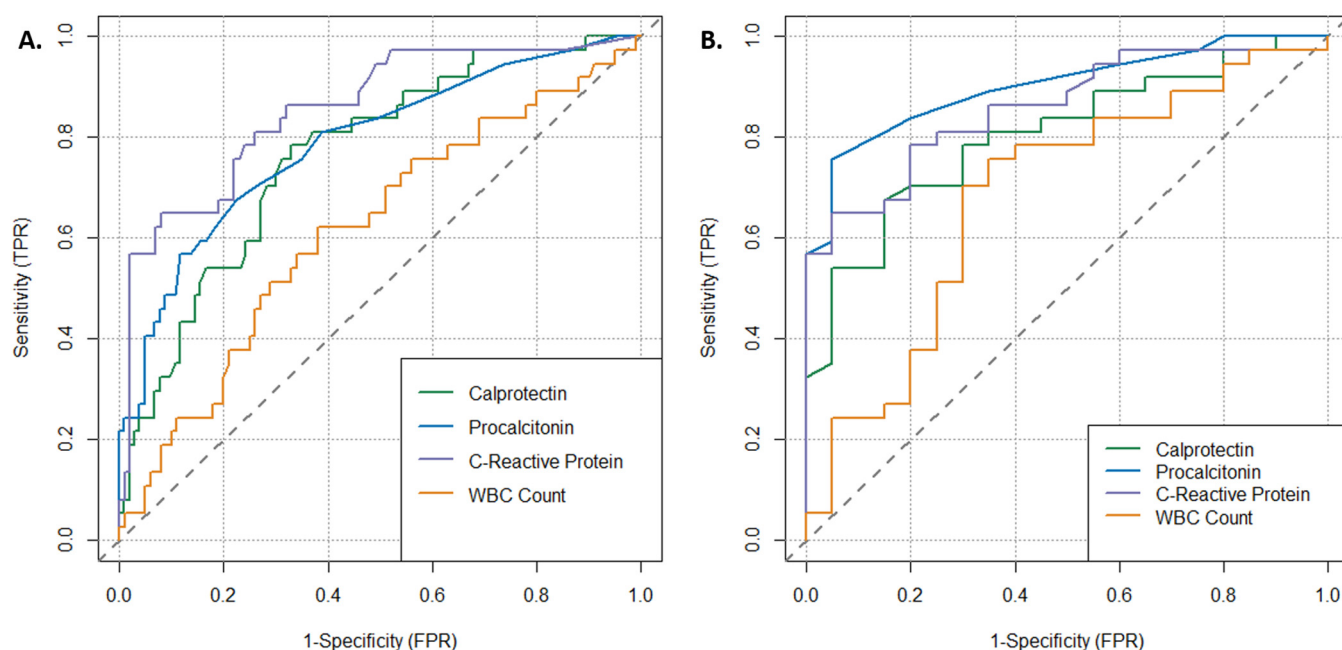 A.
Sensitivity (TPR)
1.0
0.8
0.6
0.4
0.2
0.0
Calprotectin
Procalcitonin
C-Reactive Protein
WBC Count
0.0 0.2 0.4 0.6 0.8 1.0
1-Specificity (FPR)
B.
Sensitivity (TPR)
1.0
0.8
0.6
0.4
0.2
0.0
Calprotectin
Procalcitonin
C-Reactive Protein
WBC Count
0.0 0.2 0.4 0.6 0.8 1.0
1-Specificity (FPR)